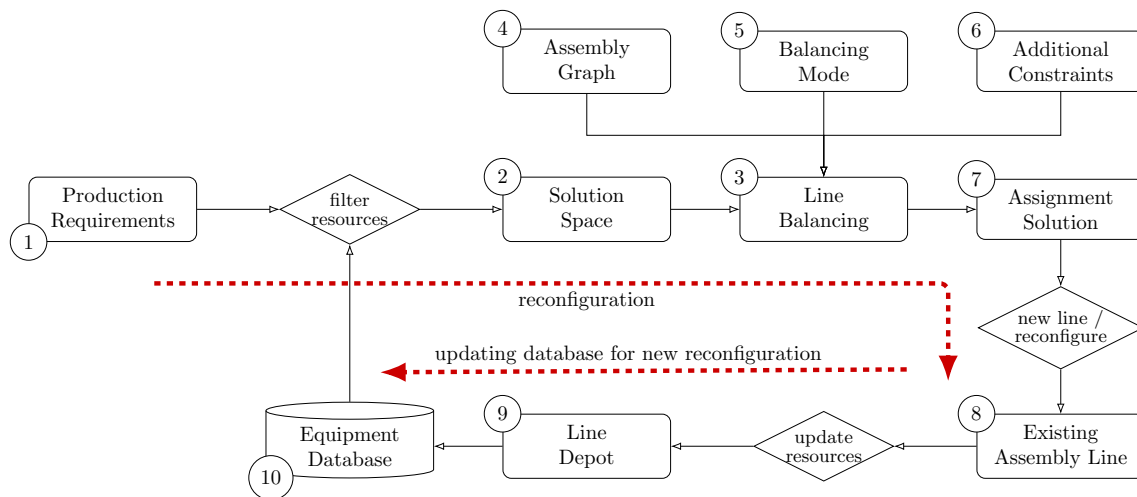 4
Assembly
Graph
5
Balancing
Mode
6
Additional
Constraints
Production
Requirements
1
filter
resources
2
Solution
Space
3
Line
Balancing
7
Assignment
Solution
reconfiguration
new line /
reconfigure
updating database for new reconfiguration
Equipment
Database
10
9
Line
Depot
update
resources
8
Existing
Assembly Line